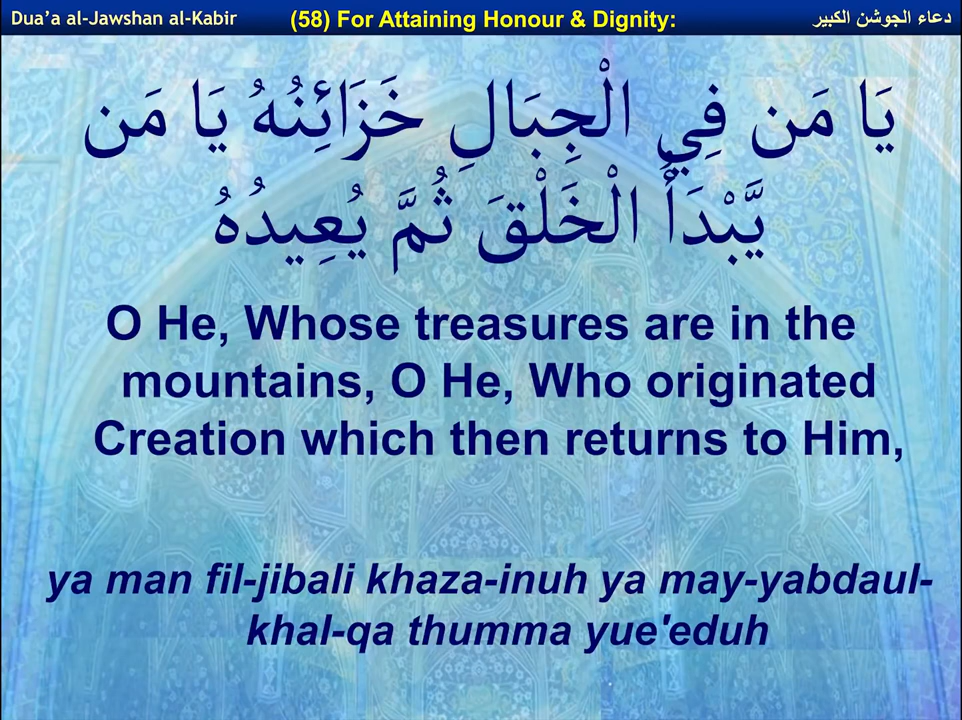 Dua’a al-Jawshan al-Kabir (58) For Attaining Honour & Dignity: دعاء الجوشن الكبير
يَا مَن فِي الْجِبَالِ خَزَائِنُهُ يَا مَن
يَّبْدَأُ الْخَلْقَ ثُمَّ يُعِيدُهُ
O He, Whose treasures are in the
mountains, O He, Who originated
Creation which then returns to Him,
ya man fil-jibali khaza-inuh ya may-yabdaul-
khal-qa thumma yue'eduh